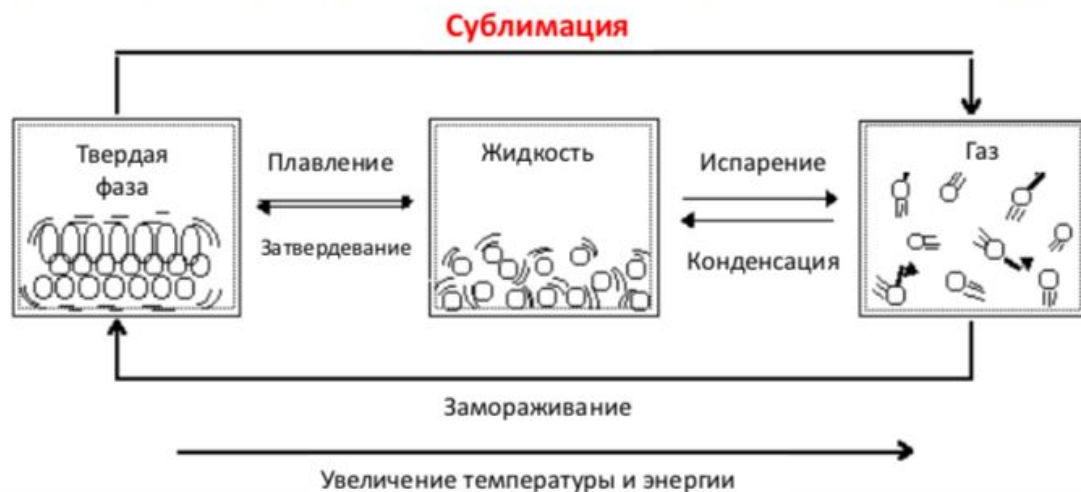 Сублимация
Твердая
фаза
Плавление
Затвердевание
Жидкость
Испарение
Конденсация
Газ
Замораживание
Увеличение температуры и энергии